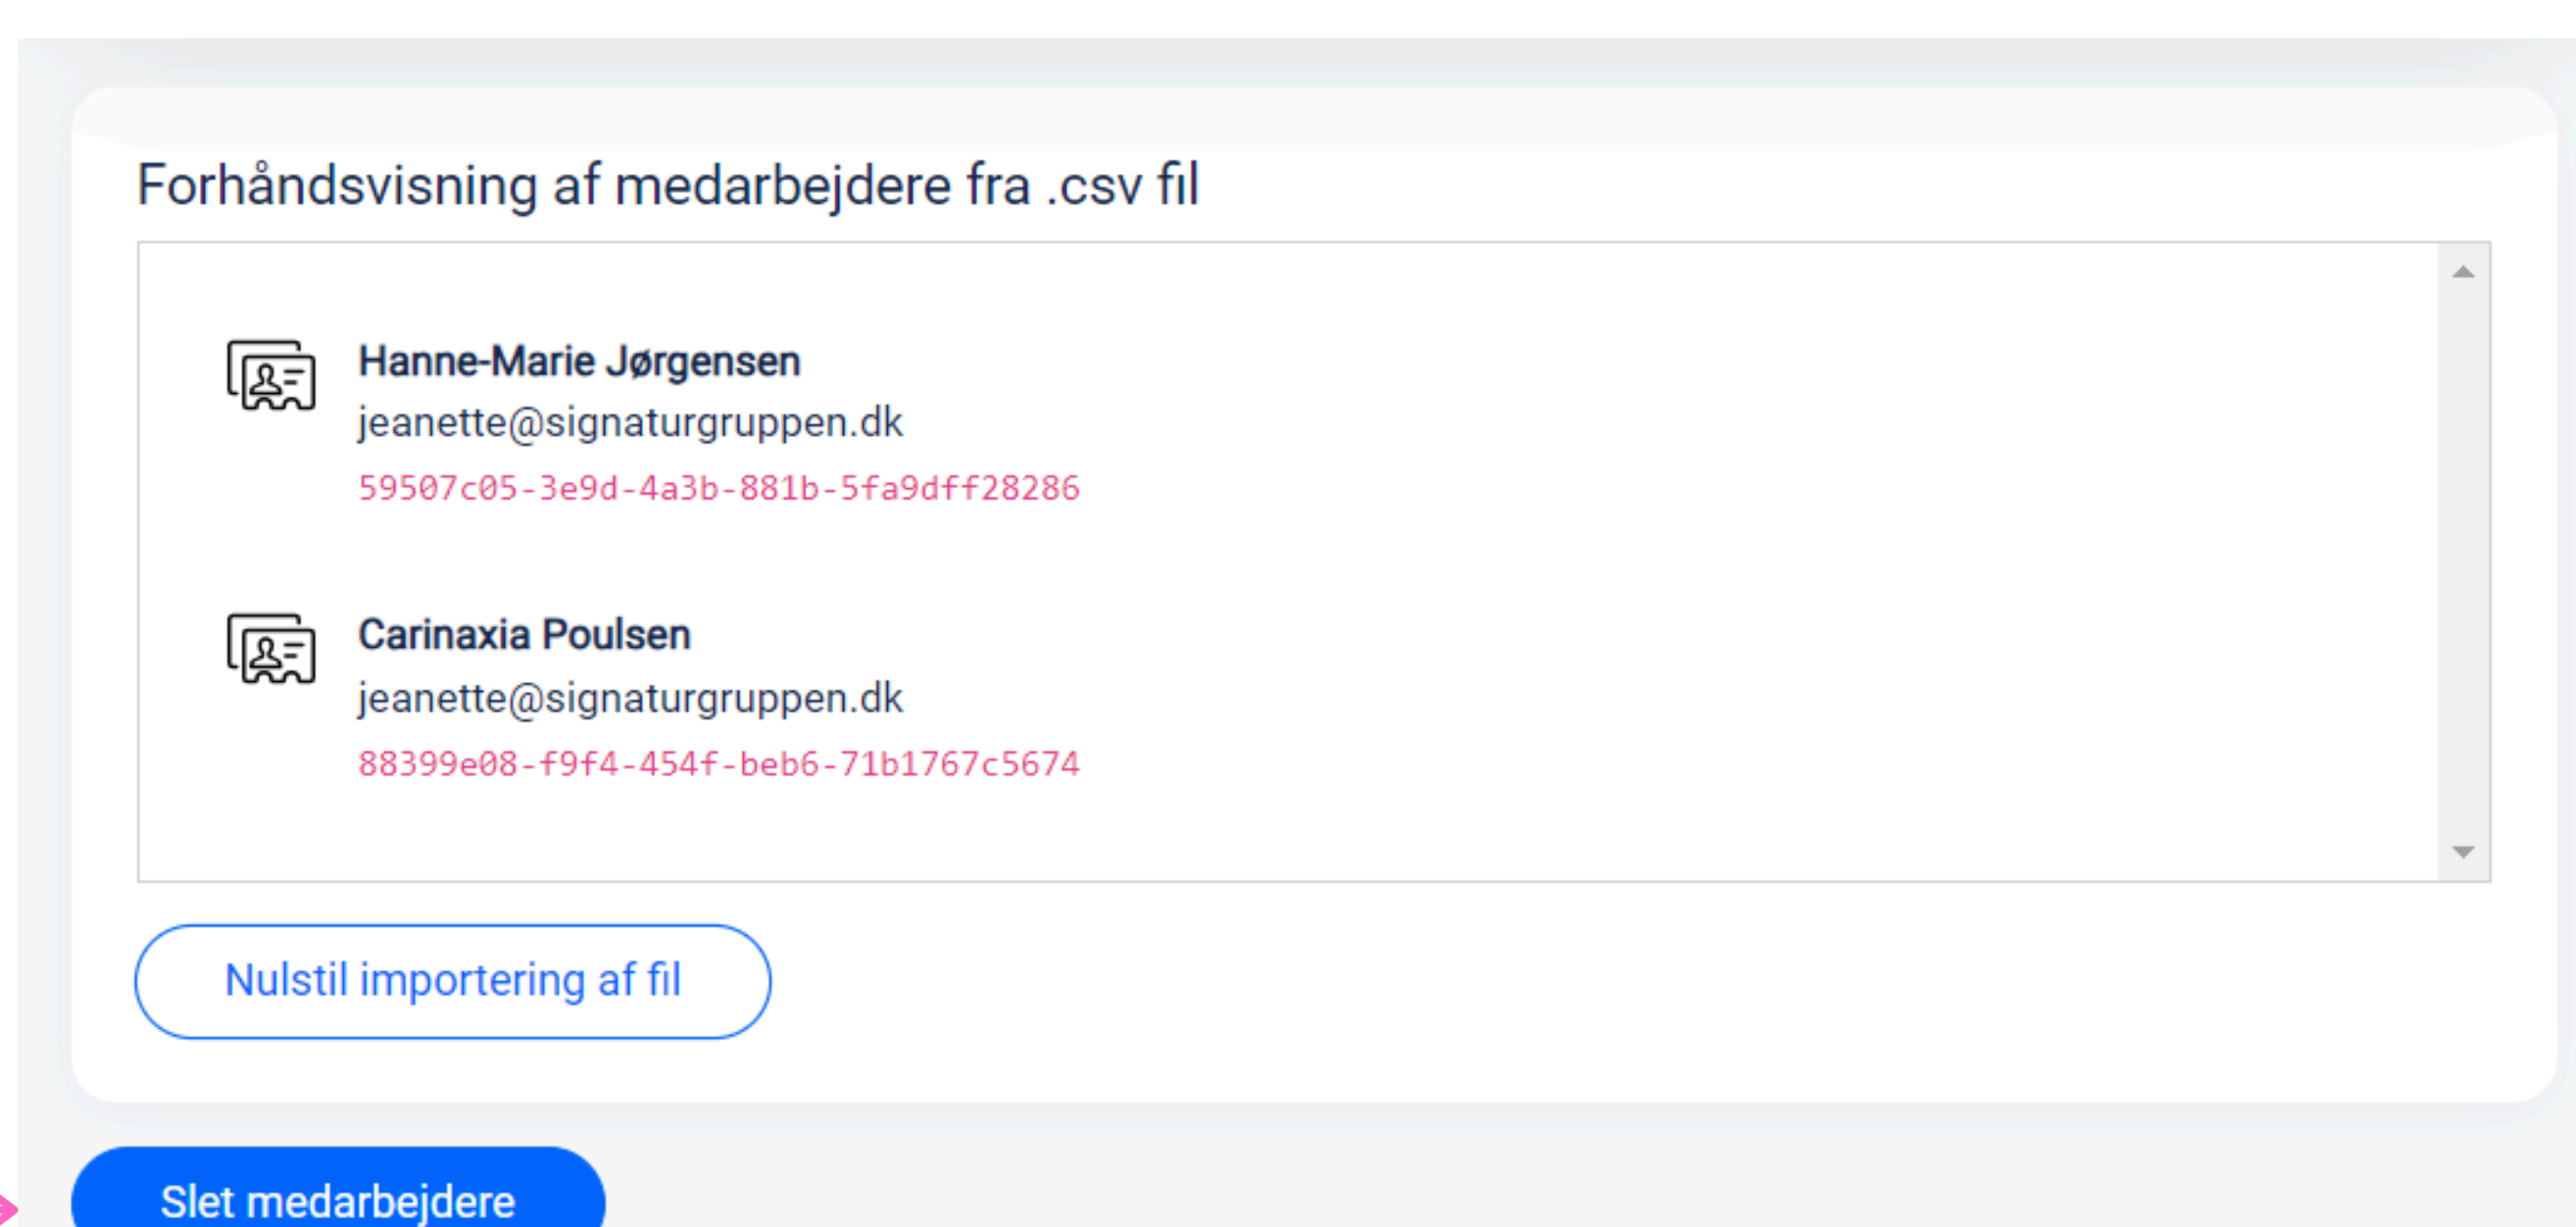 Forhåndsvisning af medarbejdere fra .csv fil
Hanne-Marie Jørgensen
jeanette@signaturgruppen.dk
59507c05-3e9d-4a3b-881b-5fa9dff28286
Carinaxia Poulsen
jeanette@signaturgruppen.dk
88399e08-f9f4-454f-beb6-71b1767c5674
Nulstil importering af fil
Slet medarbejdere